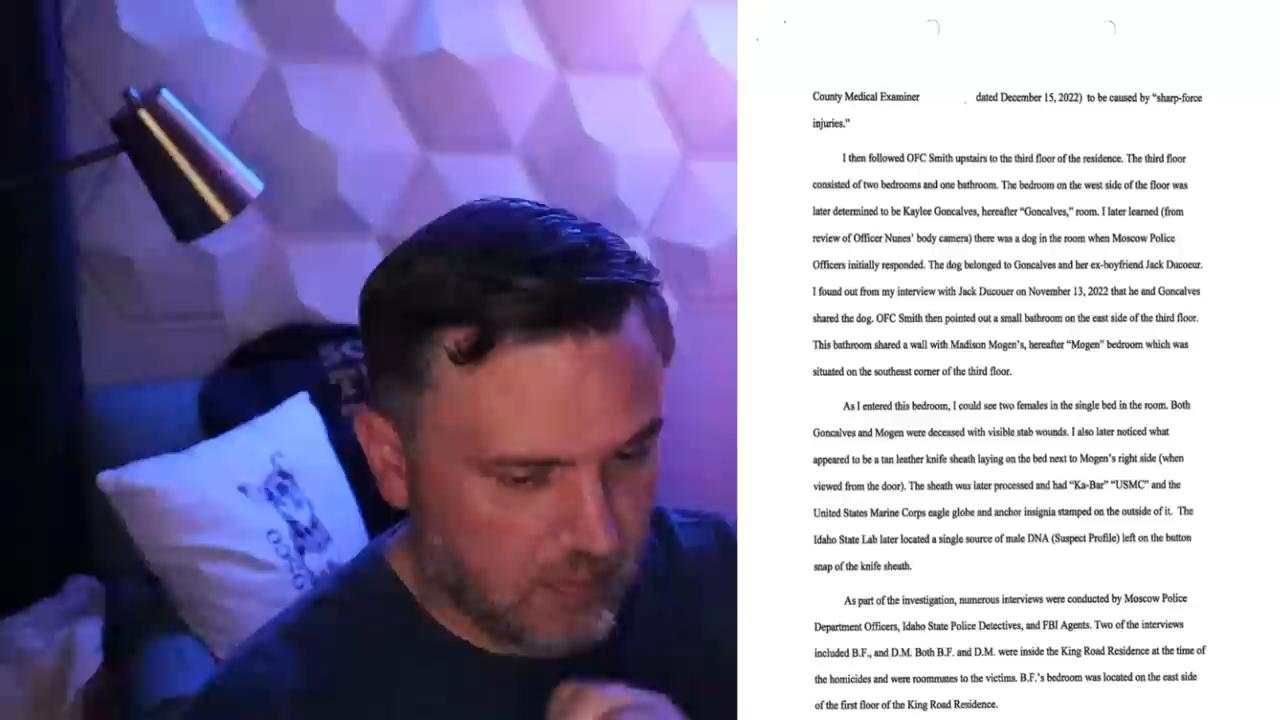 County Medical Examiner dated December 15, 2022) to be caused by “sharp-force
injuries.”
I then followed OFC Smith upstairs to the third floor of the residence. The third floor
consisted of two bedrooms and one bathroom. The bedroom on the west side of the floor was
later determined to be Kaylee Goncalves, hereafter “Goncalves,” room. I later learned (from
review of Officer Nunes’ body camera) there was a dog in the room when Moscow Police
Officers initially responded. The dog belonged to Goncalves and her ex-boyfriend Jack Ducoeur.
I found out from my interview with Jack Ducouer on November 13, 2022 that he and Goncalves
shared the dog. OFC Smith then pointed out a small bathroom on the east side of the third floor.
This bathroom shared a wall with Madison Mogen’s, hereafter “Mogen” bedroom which was
situated on the southeast corner of the third floor.
As I entered this bedroom, I could see two females in the single bed in the room. Both
Goncalves and Mogen were deceased with visible stab wounds. I also later noticed what
appeared to be a tan leather knife sheath laying on the bed next to Mogen’s right side (when
viewed from the door). The sheath was later processed and had “Ka-Bar” “USMC” and the
United States Marine Corps eagle globe and anchor insignia stamped on the outside of it. The
Idaho State Lab later located a single source of male DNA (Suspect Profile) left on the button
snap of the knife sheath.
As part of the investigation, numerous interviews were conducted by Moscow Police
Department Officers, Idaho State Police Detectives, and FBI Agents. Two of the interviews
included B.F., and D.M. Both B.F. and D.M. were inside the King Road Residence at the time of
the homicides and were roommates to the victims. B.F.’s bedroom was located on the east side
of the first floor of the King Road Residence.